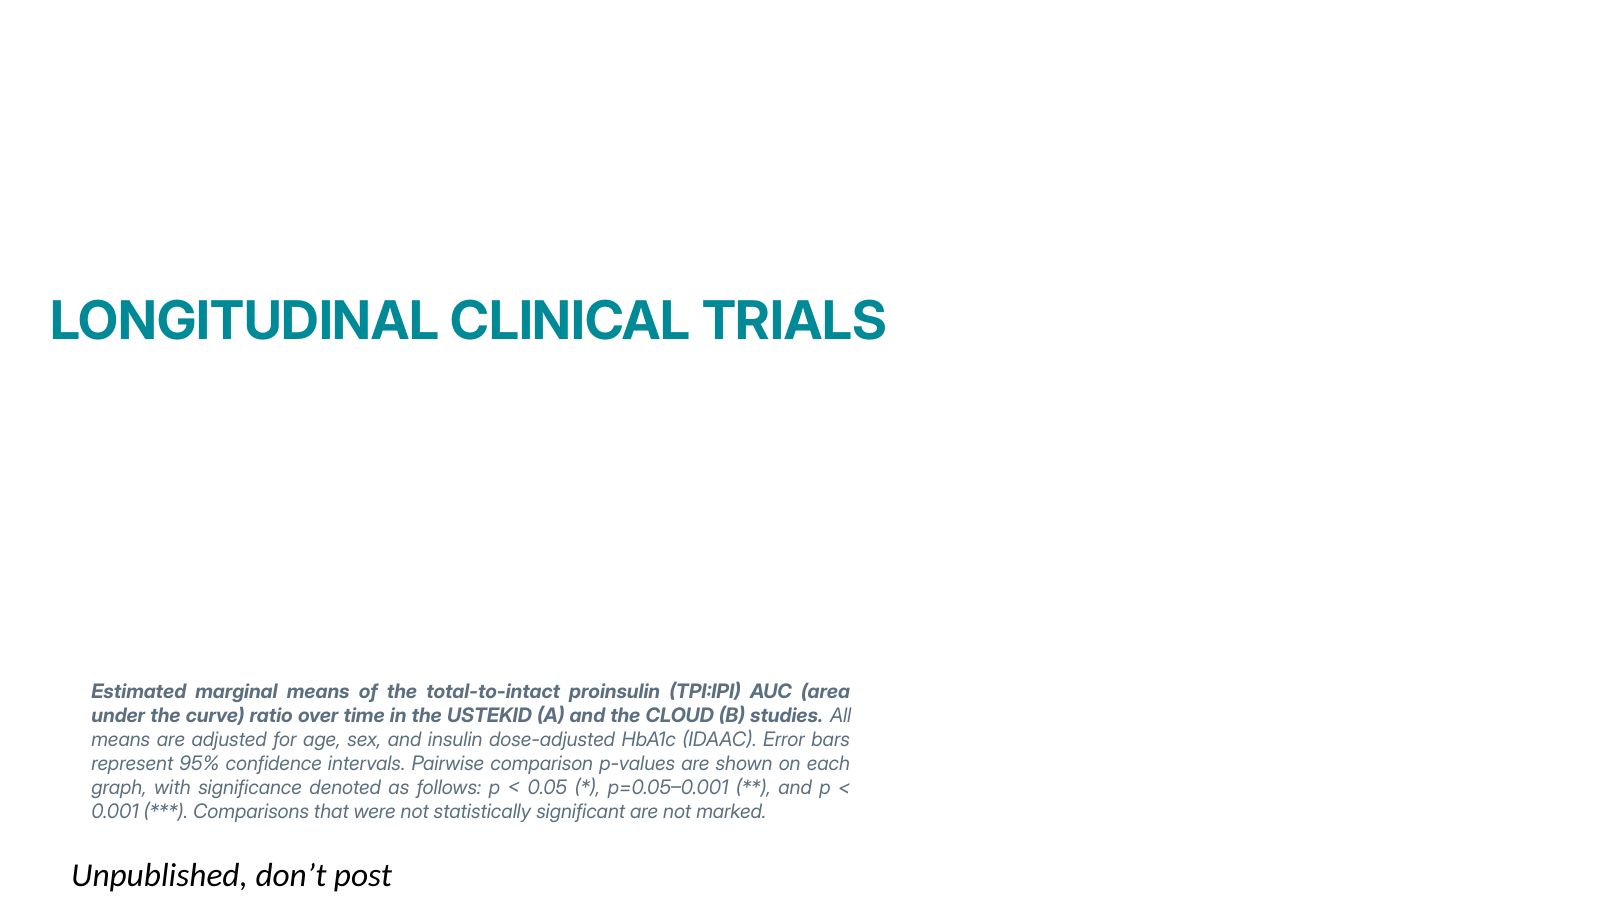 LONGITUDINAL CLINICAL TRIALS
Estimated marginal means of the total-to-intact proinsulin (TPI:IPI) AUC (area
under the curve) ratio over time in the USTEKID (A) and the CLOUD (B) studies. All
means are adjusted for age, sex, and insulin dose-adjusted HbA1c (IDAAC). Error bars
represent 95% confidence intervals. Pairwise comparison p-values are shown on each
graph, with significance denoted as follows: p < 0.05 (*), p=0.05–0.001 (**), and p <
0.001 (***). Comparisons that were not statistically significant are not marked.
Unpublished, don’t post